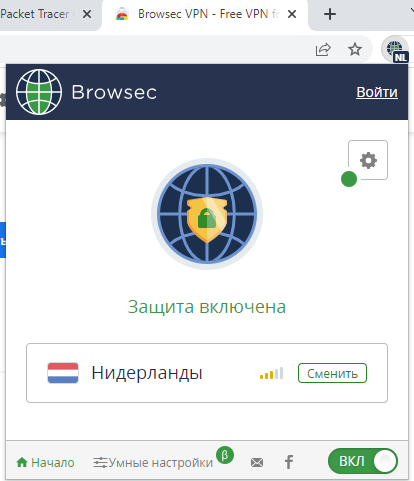 Packet Tracer
Browsec VPN - Free VPN fo
NL
Browsec
Войти
Защита включена
Нидерланды
Сменить
Начало
Умные настройки
β
f
ВКЛ